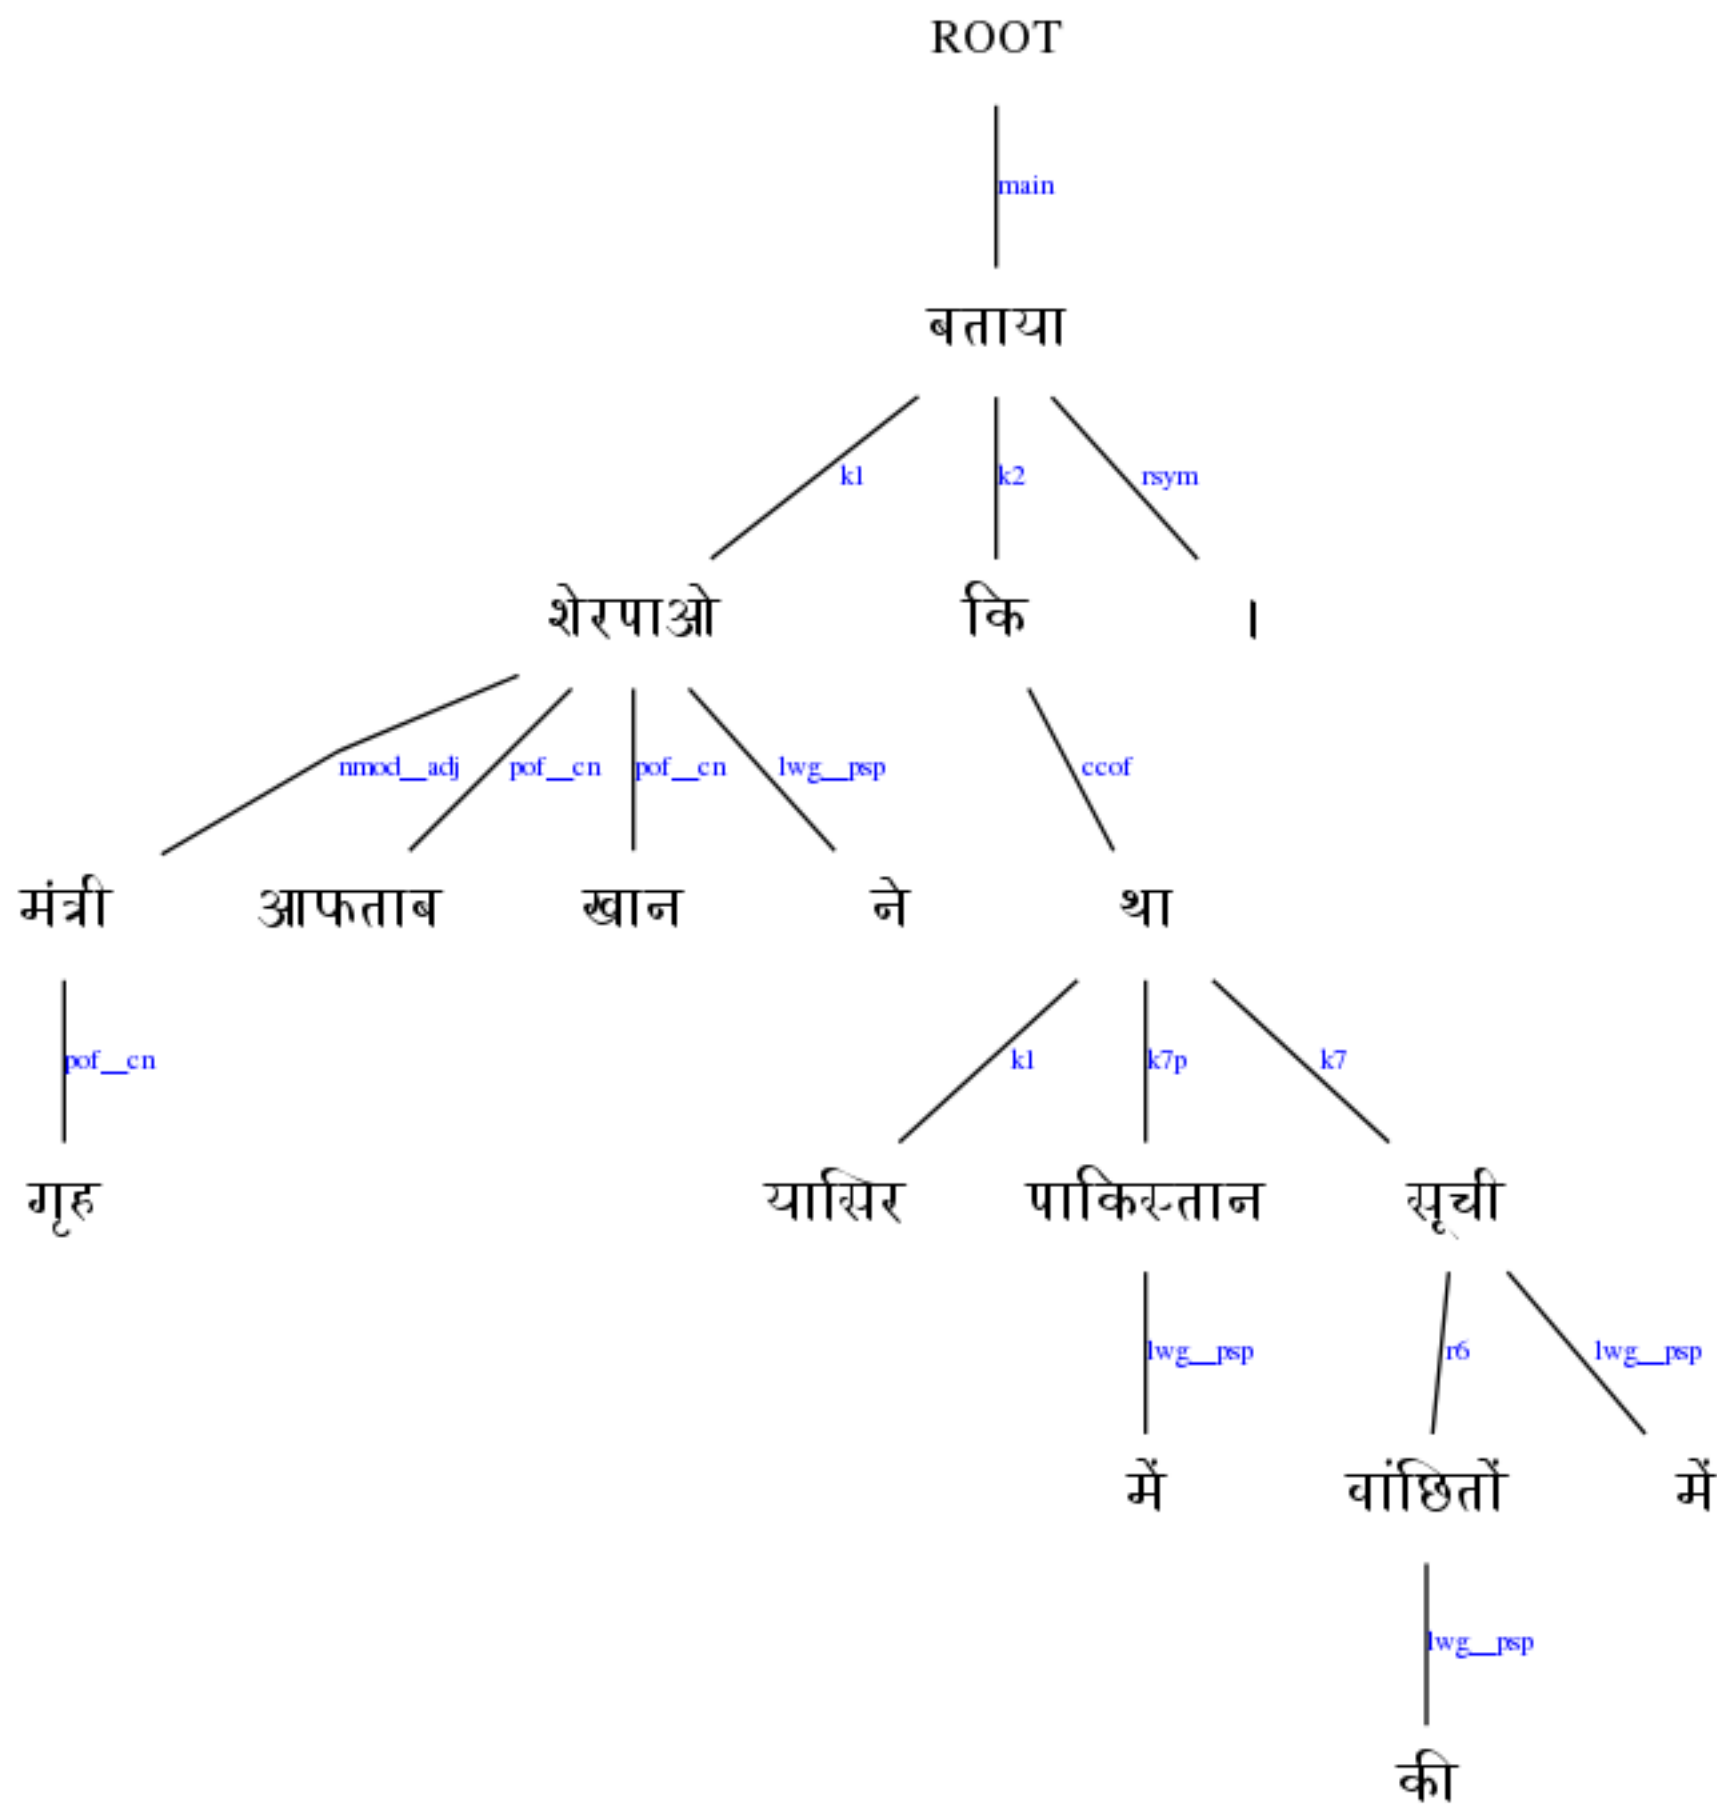 ROOT
main
बताया
k1 k2 rsym
शेरपाओ कि ।
nmod__adj pof__cn pof__cn lwg__psp ccof
मंत्री आफताब खान ने था
pof__cn k1 k7p k7
गृह यासिर पाकिस्तान सूची
lwg__psp r6 lwg__psp
में वांछितों में
lwg__psp
की